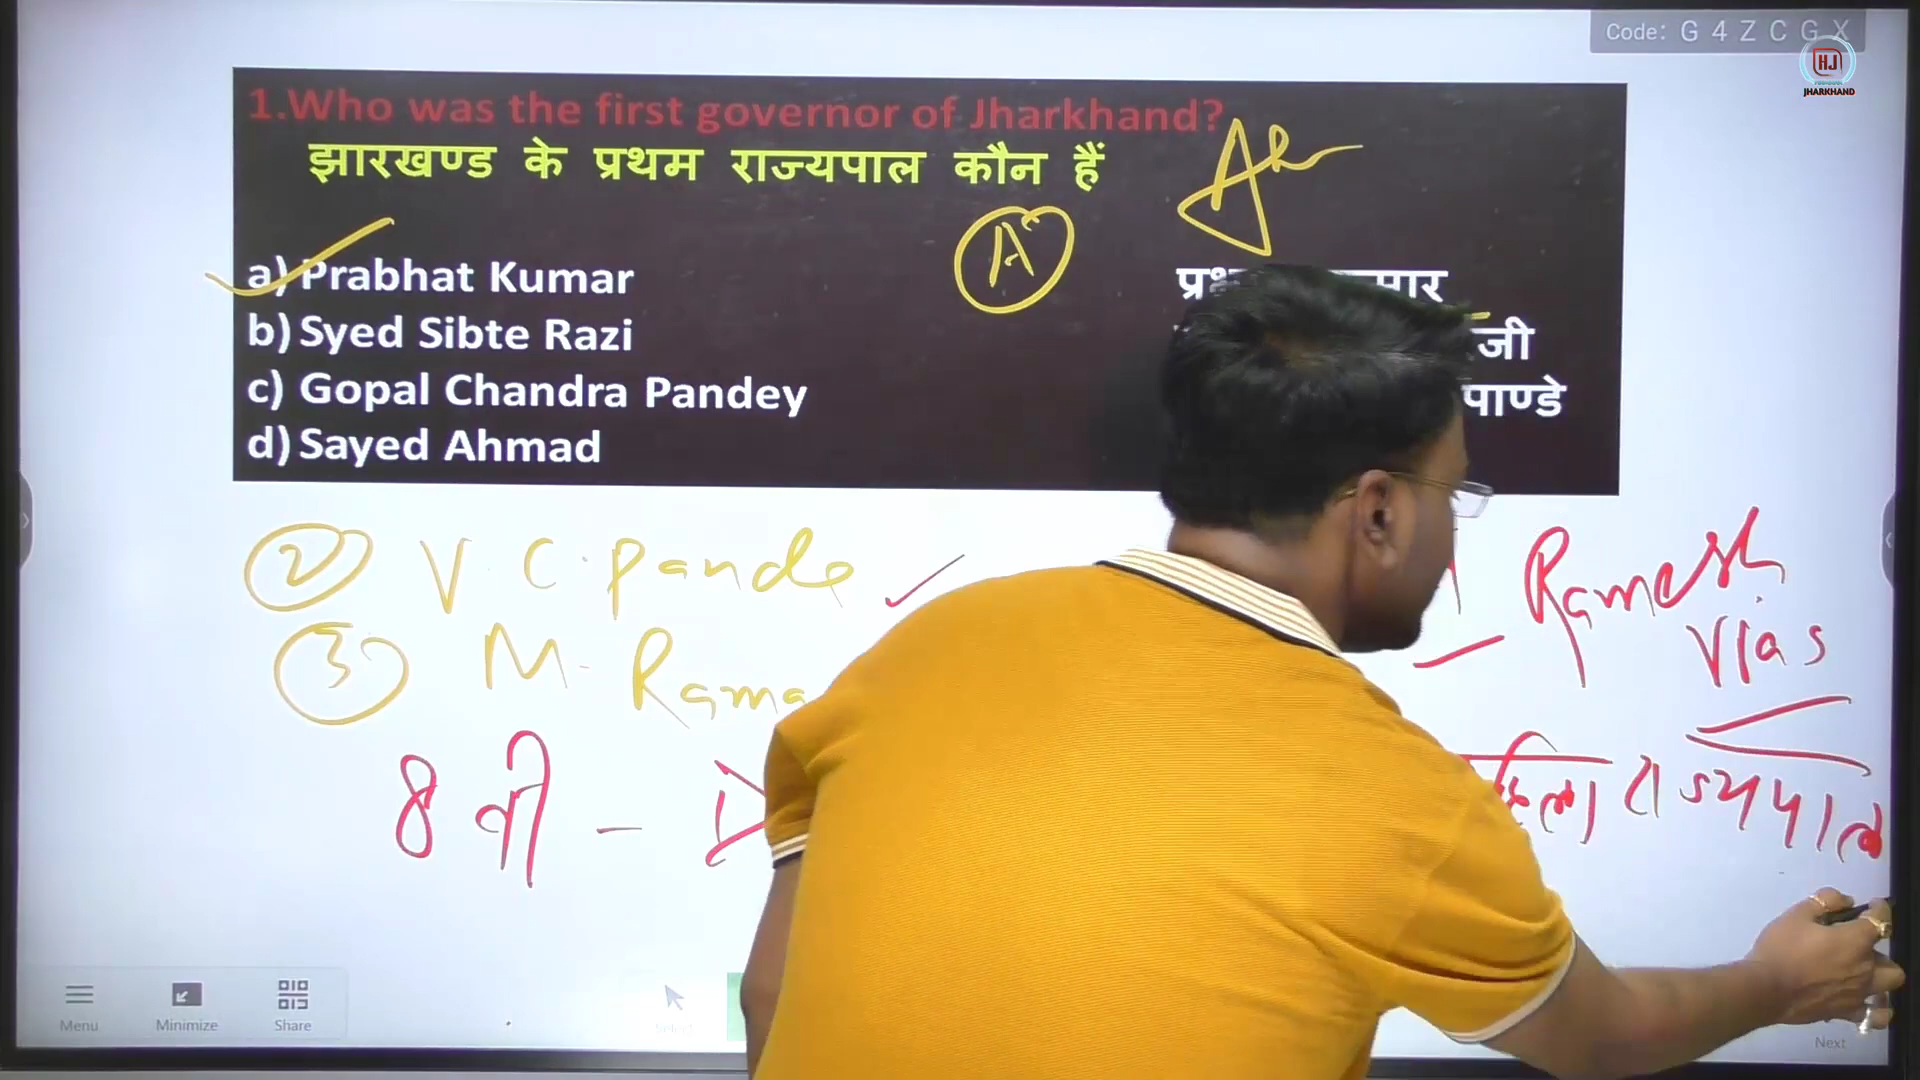 Code: G 4 Z C G X
HJ
JHARKHAND
1.Who was the first governor of Jharkhand?
झारखण्ड के प्रथम राज्यपाल कौन हैं
A
a) Prabhat Kumar
b) Syed Sibte Razi
जी
c) Gopal Chandra Pandey
पाण्डे
d) Sayed Ahmad
2 V.C.Pande
3 M. Rama
Ramesh
Vias
8 वी - D
राज्यपाल
Menu
Minimize
Share
Select
Next